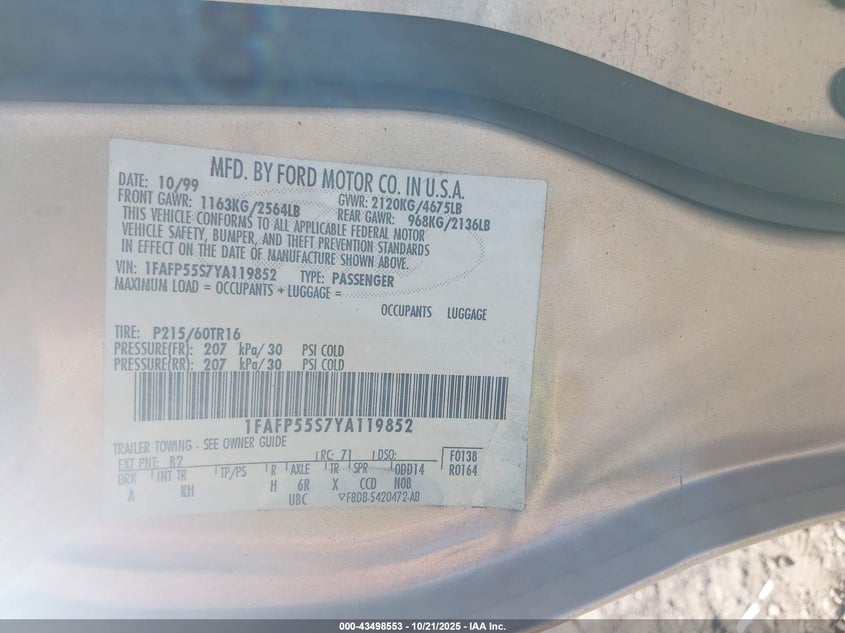 MFD. BY FORD MOTOR CO. IN U.S.A.
DATE: 10/99
FRONT GAWR: 1163KG/2564LB
GVWR: 2120KG/4675LB
REAR GAWR: 968KG/2136LB
THIS VEHICLE CONFORMS TO ALL APPLICABLE FEDERAL MOTOR
VEHICLE SAFETY, BUMPER, AND THEFT PREVENTION STANDARDS
IN EFFECT ON THE DATE OF MANUFACTURE SHOWN ABOVE.
VIN: 1FAFP55S7YA119852 TYPE: PASSENGER
MAXIMUM LOAD = OCCUPANTS + LUGGAGE =
OCCUPANTS LUGGAGE
TIRE: P215/60TR16
PRESSURE(FR): 207 kPa/ 30 PSI COLD
PRESSURE(RR): 207 kPa/ 30 PSI COLD
1FAFP55S7YA119852
TRAILER TOWING - SEE OWNER GUIDE
EXT PNT: 87 RC: 71 DSO: F0138
DRK INT TR TP/PS R AXLE TR SPR 0DD14 R0164
A KH H 6R X CCD NOB
UBC F8DB-5420472-AB
000-43498553 - 10/21/2025 - IAA Inc.